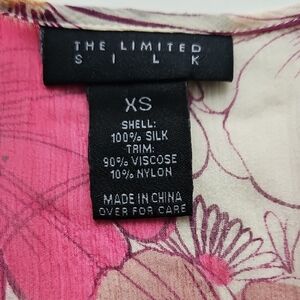 THE LIMITED
SILK
XS
SHELL:
100% SILK
TRIM:
90% VISCOSE
10% NYLON
MADE IN CHINA
OVER FOR CARE